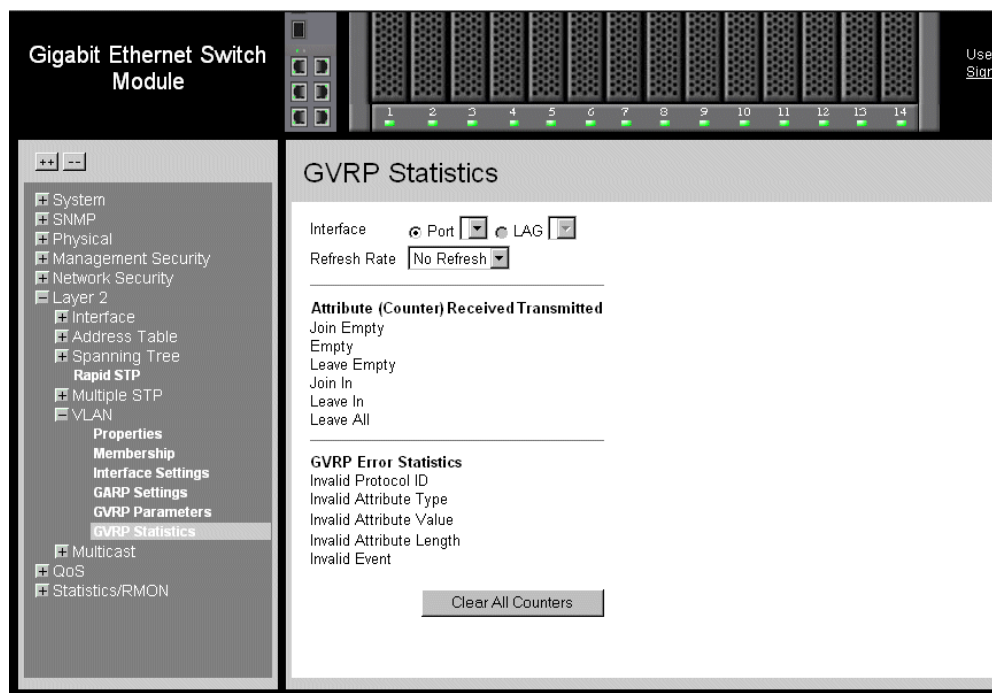 Gigabit Ethernet Switch
Module
1 2 3 4 5 6 7 8 9 10 11 12 13 14
Use
Sign
++ --
System
SNMP
Physical
Management Security
Network Security
Layer 2
Interface
Address Table
Spanning Tree
Rapid STP
Multiple STP
VLAN
Properties
Membership
Interface Settings
GARP Settings
GVRP Parameters
GVRP Statistics
Multicast
QoS
Statistics/RMON
GVRP Statistics
Interface Port LAG
Refresh Rate No Refresh
Attribute (Counter) Received Transmitted
Join Empty
Empty
Leave Empty
Join In
Leave In
Leave All
GVRP Error Statistics
Invalid Protocol ID
Invalid Attribute Type
Invalid Attribute Value
Invalid Attribute Length
Invalid Event
Clear All Counters